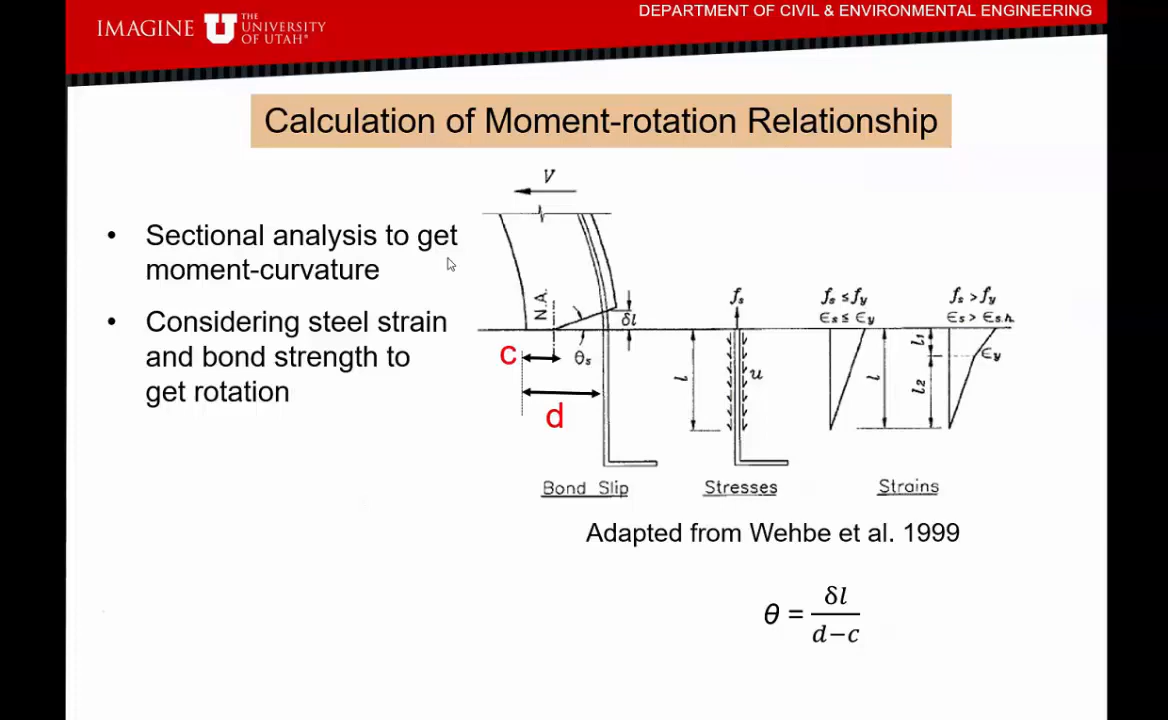 DEPARTMENT OF CIVIL & ENVIRONMENTAL ENGINEERING
IMAGINE U THE UNIVERSITY OF UTAH®
Calculation of Moment-rotation Relationship
• Sectional analysis to get
moment-curvature
• Considering steel strain
and bond strength to
get rotation
V
N.A.
δl
θs
c
d
fs
l
u
fs ≤ fy
∈s ≤ ∈y
l
fs > fy
∈s > ∈s.h.
l1
∈y
l2
Bond Slip
Stresses
Strains
Adapted from Wehbe et al. 1999
θ = δl / d−c